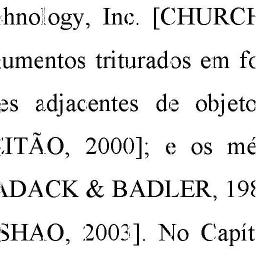 hnology, Inc. [CHURCH
umentos triturados em fo
es adjacentes de objeto
EITÃO, 2000]; e os mé
ADACK & BADLER, 198
SHAO, 2003]. No Capít